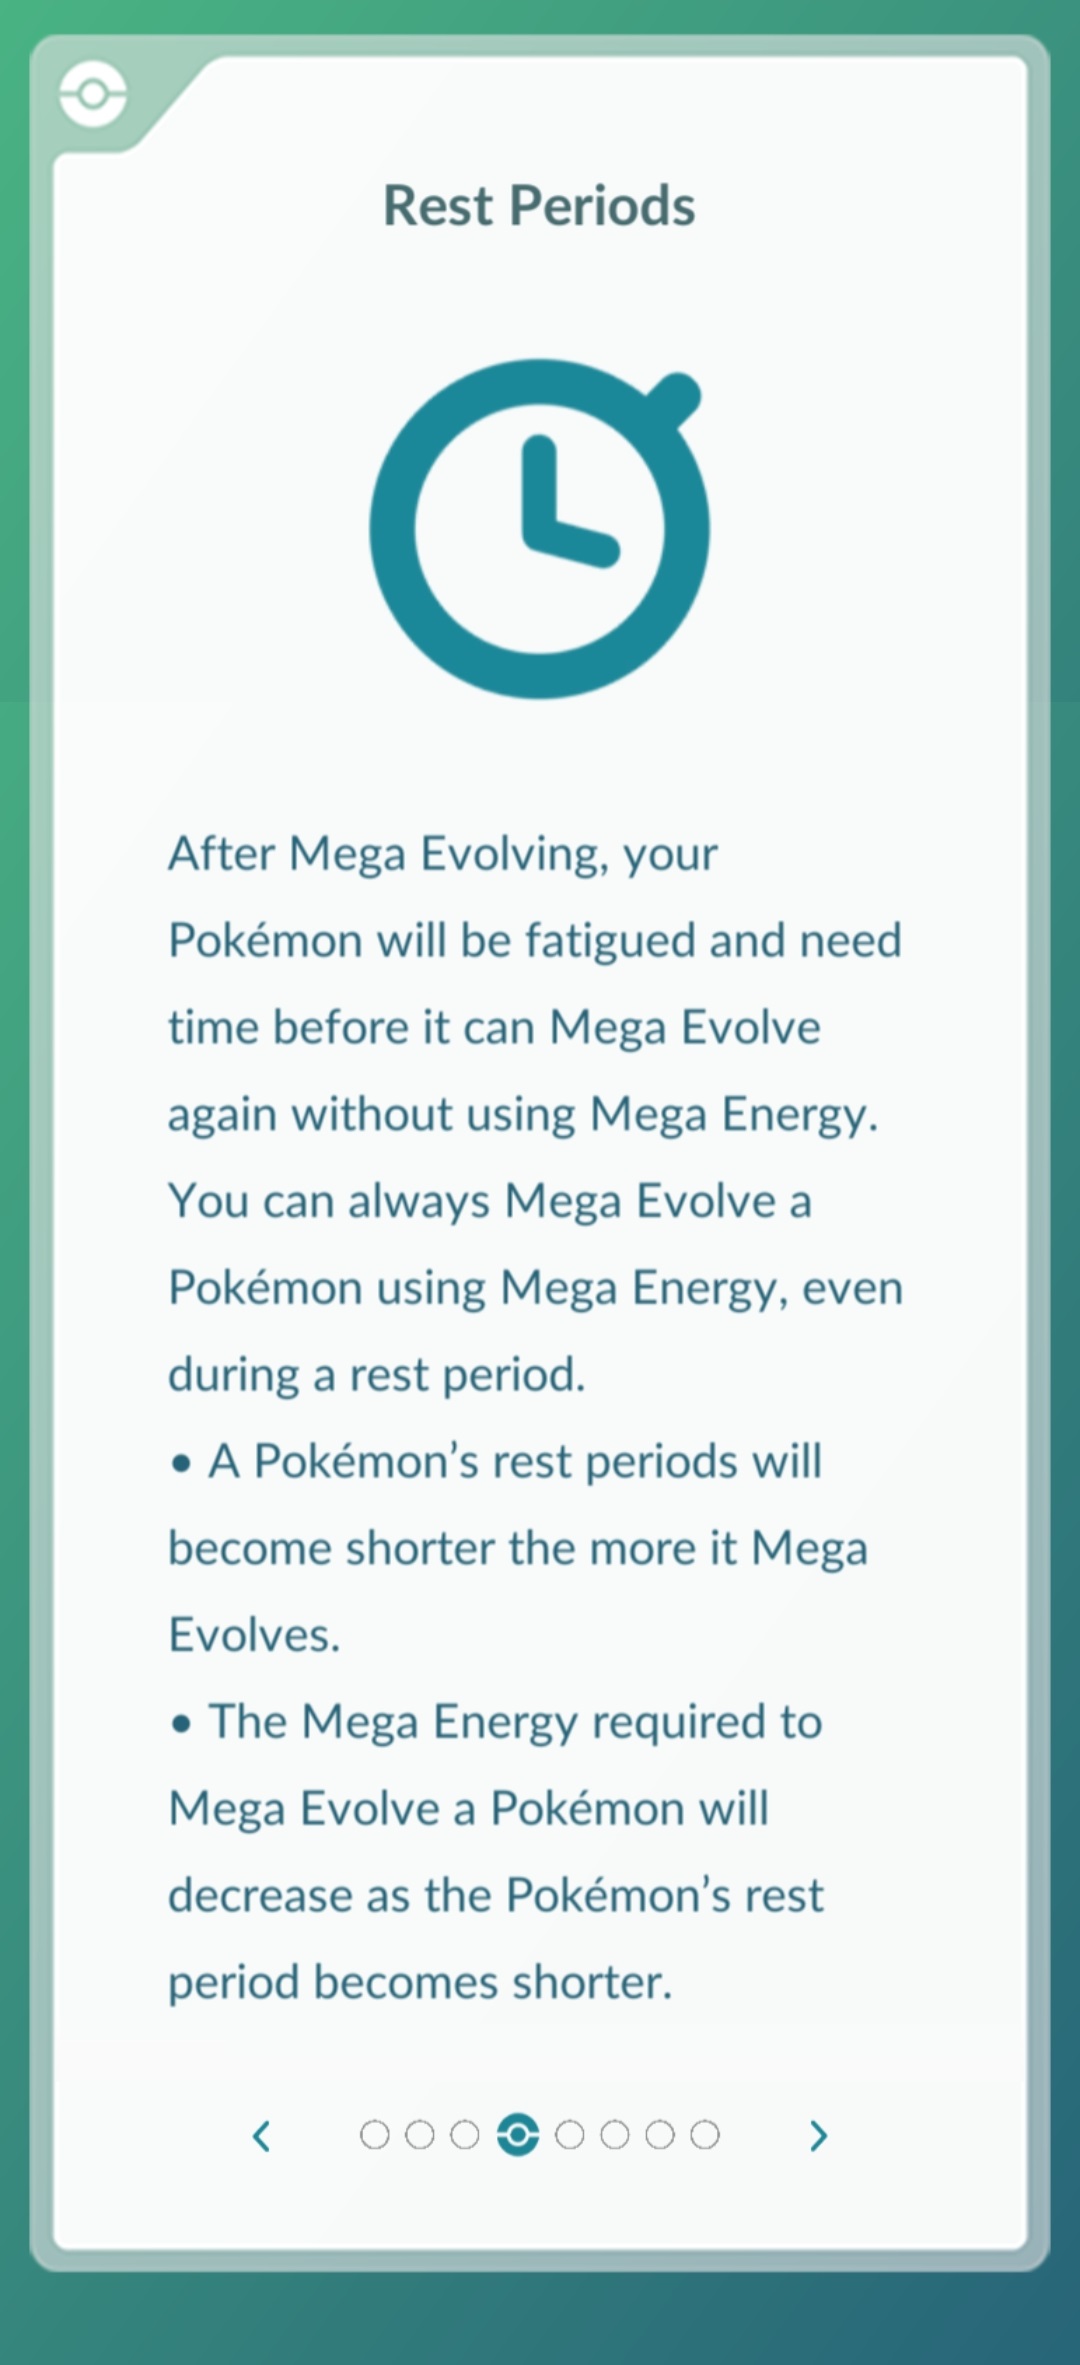 Rest Periods
After Mega Evolving, your
Pokémon will be fatigued and need
time before it can Mega Evolve
again without using Mega Energy.
You can always Mega Evolve a
Pokémon using Mega Energy, even
during a rest period.
• A Pokémon’s rest periods will
become shorter the more it Mega
Evolves.
• The Mega Energy required to
Mega Evolve a Pokémon will
decrease as the Pokémon’s rest
period becomes shorter.